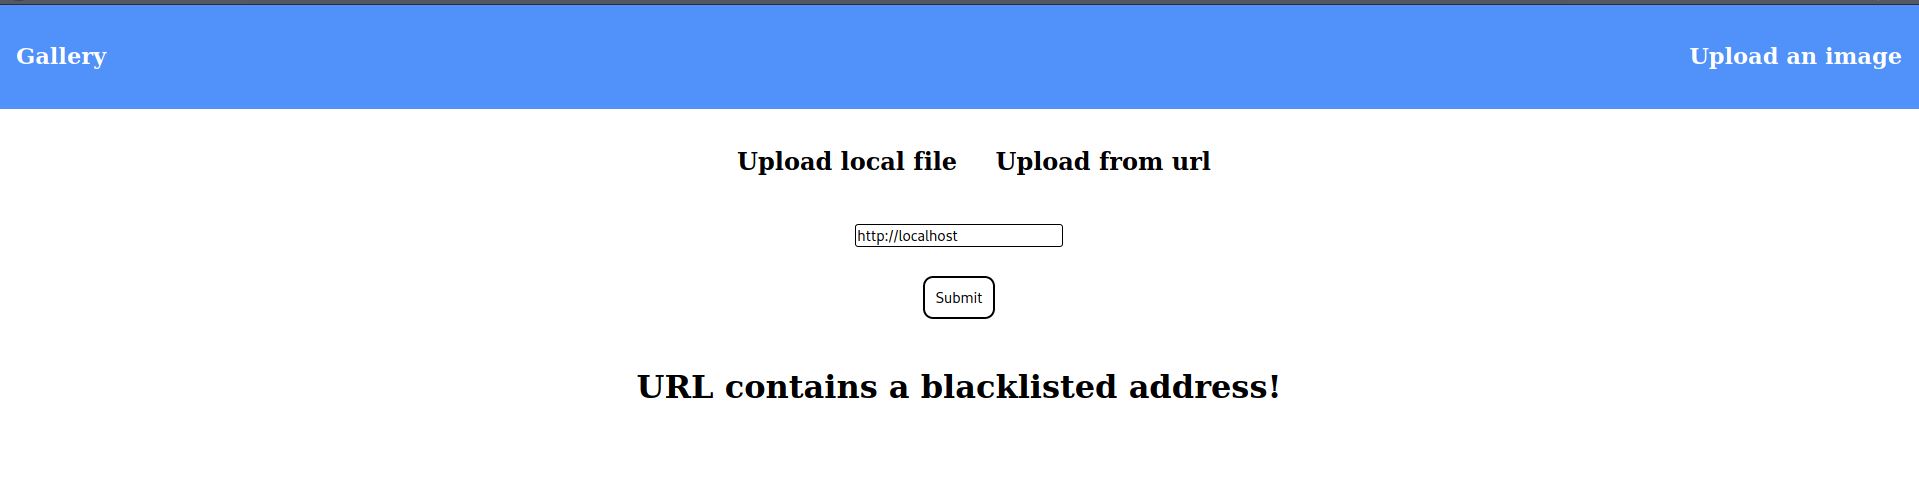 Gallery
Upload an image
Upload local file
Upload from url
http://localhost
Submit
URL contains a blacklisted address!